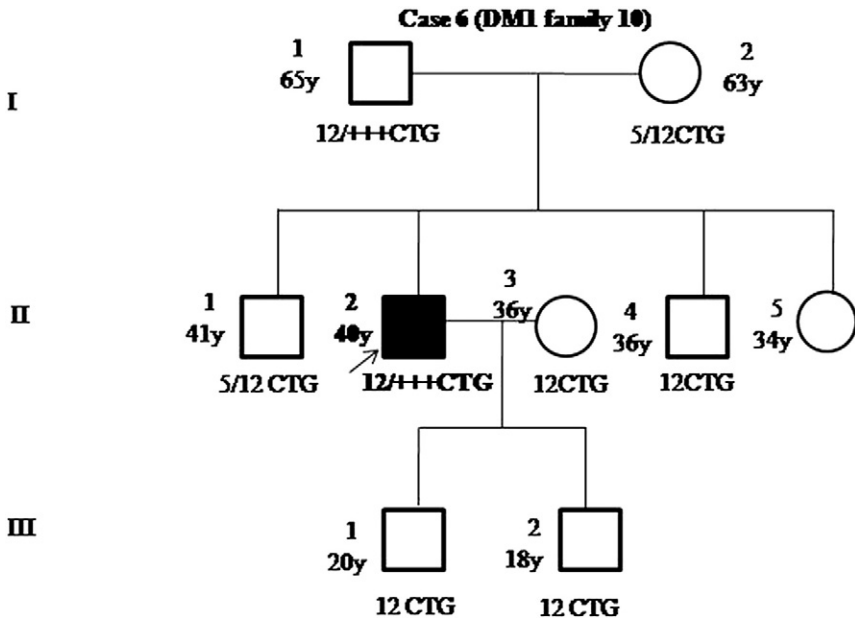 Case 6 (DM1 family 10)
1
65y
2
63y
I
12/+++CTG
5/12CTG
1
41y
2
40y
3
36y
4
36y
5
34y
II
5/12 CTG
12/+++CTG
12CTG
12CTG
1
20y
2
18y
III
12 CTG
12 CTG